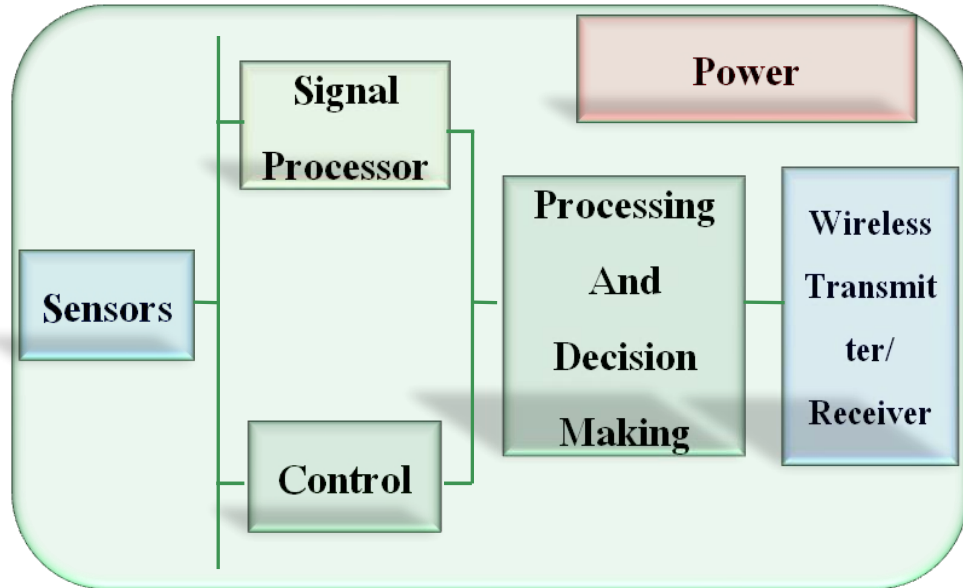 Signal
Processor
Power
Sensors
Control
Processing
And
Decision
Making
Wireless
Transmit
ter/
Receiver